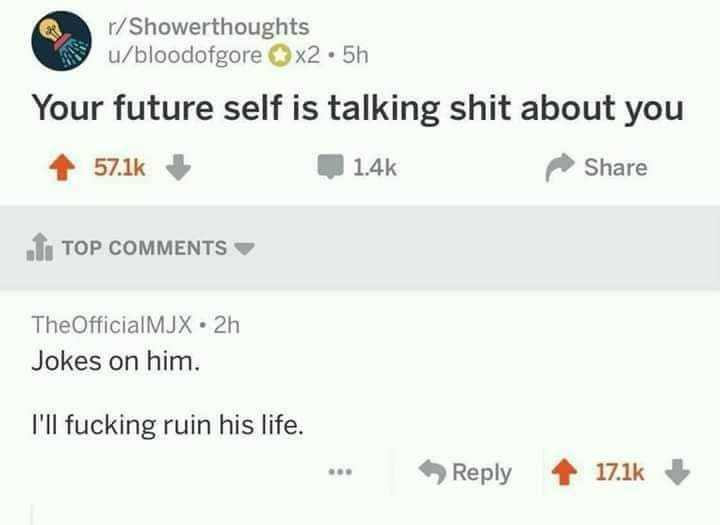 r/Showerthoughts
u/bloodofgore x2 • 5h
Your future self is talking shit about you
57.1k 1.4k Share
TOP COMMENTS
TheOfficialMJX • 2h
Jokes on him.
I'll fucking ruin his life.
••• Reply 17.1k